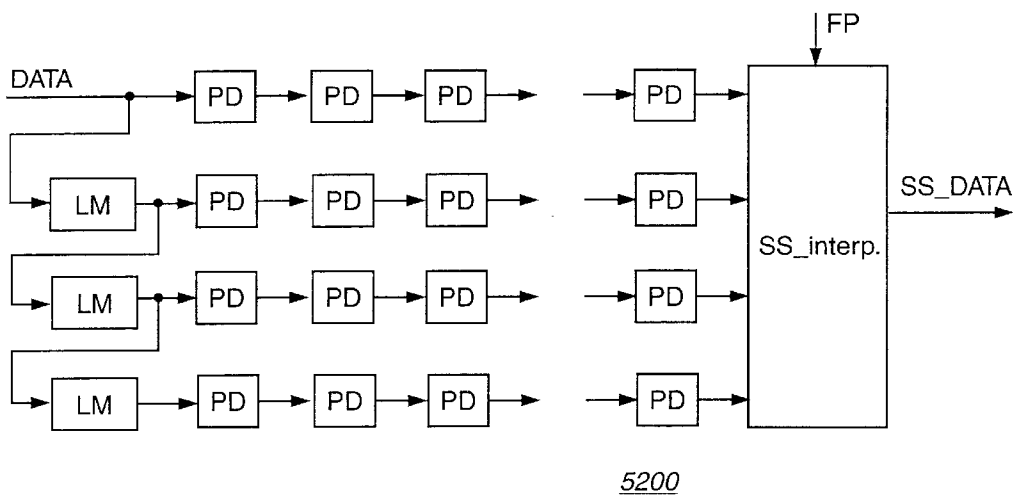 FP
DATA
PD PD PD PD
LM PD PD PD PD
SS_DATA
SS_interp.
LM PD PD PD PD
LM PD PD PD PD
5200